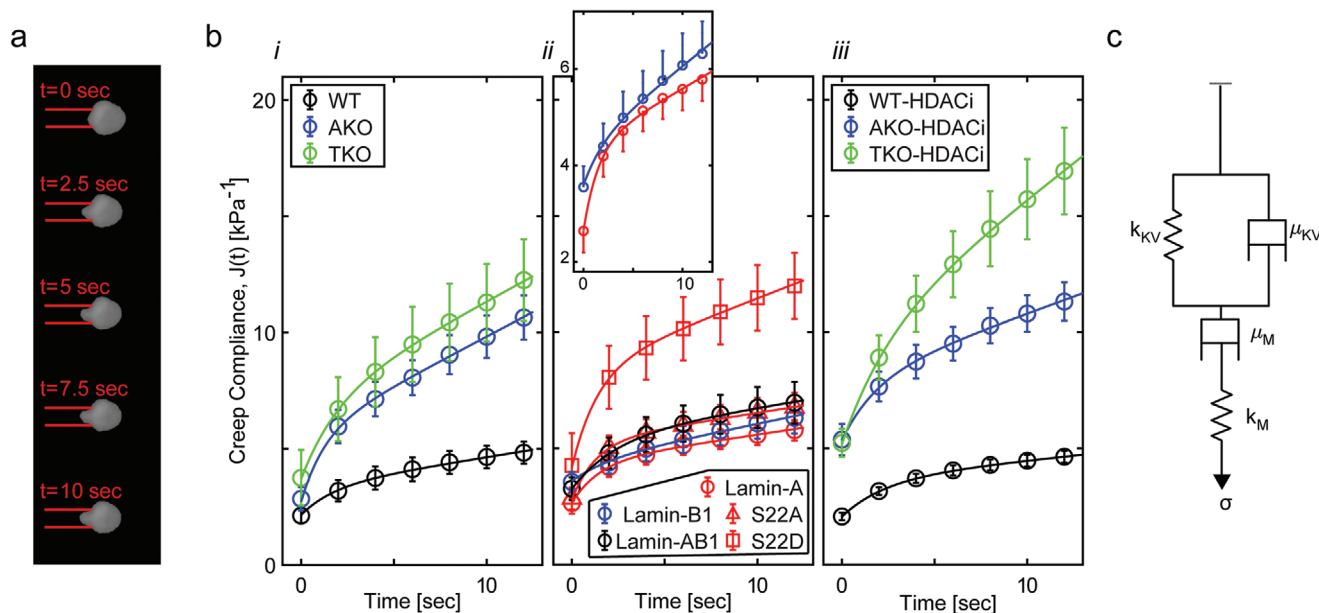 a
t=0 sec
t=2.5 sec
t=5 sec
t=7.5 sec
t=10 sec
b
Creep Compliance, J(t) [kPa⁻¹]
i
20
10
0
WT
AKO
TKO
0
10
Time [sec]
ii
6
4
2
0
10
Lamin-A
Lamin-B1
S22A
Lamin-AB1
S22D
0
10
Time [sec]
iii
WT-HDACi
AKO-HDACi
TKO-HDACi
0
10
Time [sec]
c
k_KV
μ_KV
μ_M
k_M
σ